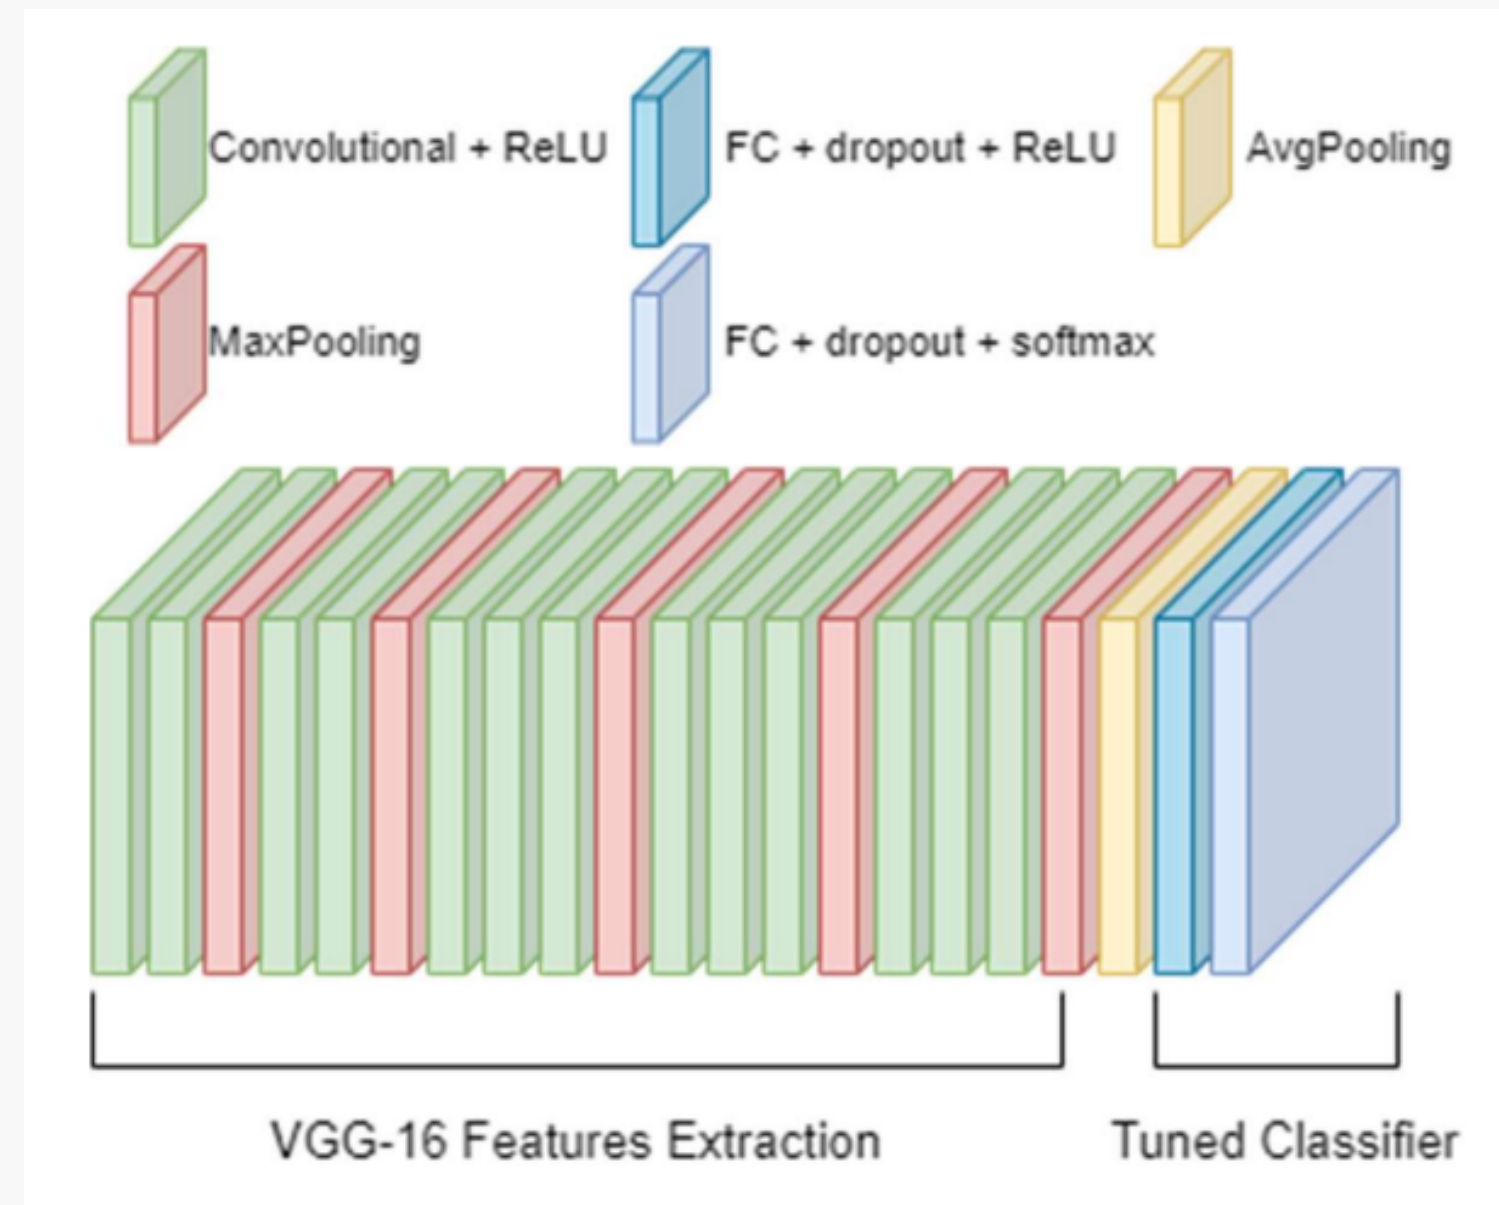 Convolutional + ReLU
FC + dropout + ReLU
AvgPooling
MaxPooling
FC + dropout + softmax
VGG-16 Features Extraction
Tuned Classifier